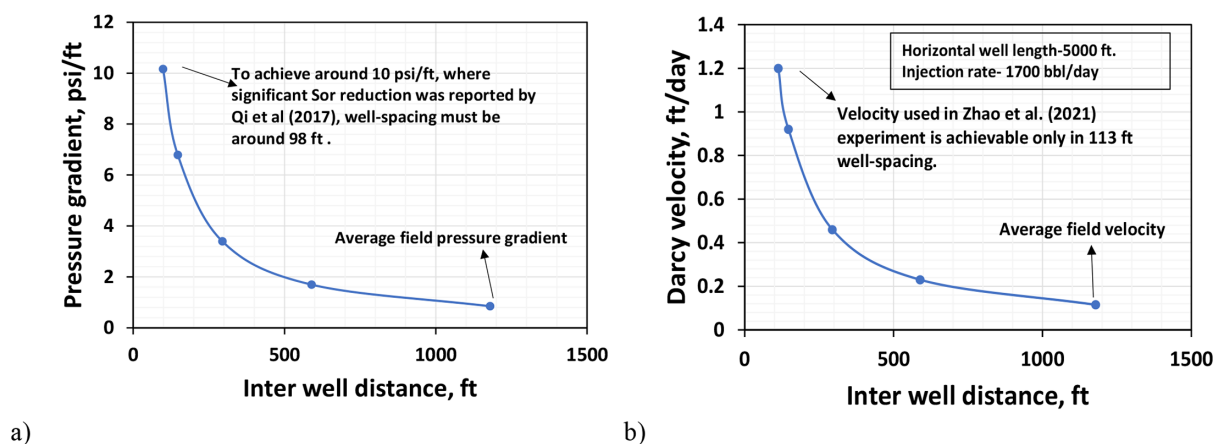 12
10
8
6
4
2
0
Pressure gradient, psi/ft
To achieve around 10 psi/ft, where
significant Sor reduction was reported by
Qi et al (2017), well-spacing must be
around 98 ft .
Average field pressure gradient
0 500 1000 1500
Inter well distance, ft
a)
1.4
1.2
1
0.8
0.6
0.4
0.2
0
Darcy velocity, ft/day
Horizontal well length-5000 ft.
Injection rate- 1700 bbl/day
Velocity used in Zhao et al. (2021)
experiment is achievable only in 113 ft
well-spacing.
Average field velocity
0 500 1000 1500
Inter well distance, ft
b)